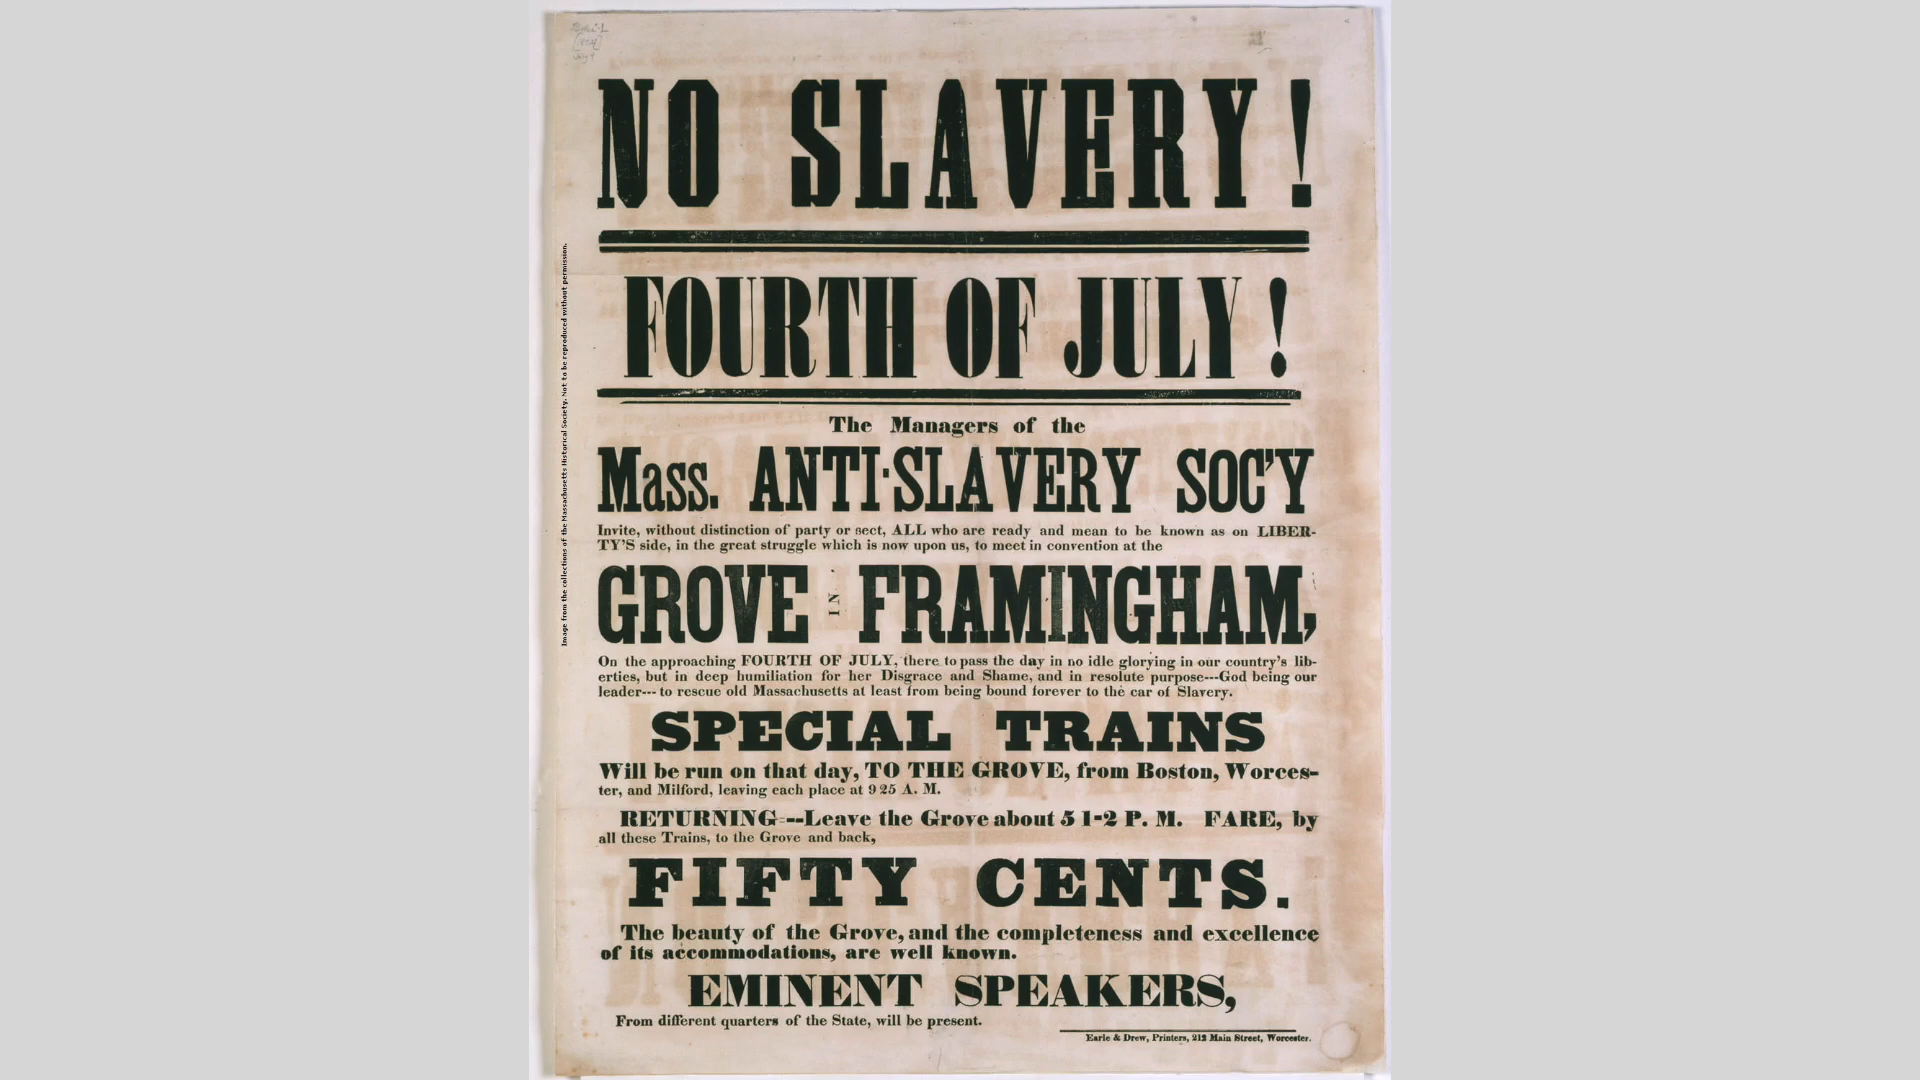 NO SLAVERY!
FOURTH OF JULY!
The Managers of the
Mass. ANTI-SLAVERY SOC'Y
Invite, without distinction of party or sect, ALL who are ready and mean to be known as on LIBER-
TY'S side, in the great struggle which is now upon us, to meet in convention at the
GROVE IN FRAMINGHAM,
On the approaching FOURTH OF JULY, there to pass the day in no idle glorying in our country's lib-
erties, but in deep humiliation for her Disgrace and Shame, and in resolute purpose---God being our
leader--- to rescue old Massachusetts at least from being bound forever to the car of Slavery.
SPECIAL TRAINS
Will be run on that day, TO THE GROVE, from Boston, Worces-
ter, and Milford, leaving each place at 9 25 A. M.
RETURNING---Leave the Grove about 5 1-2 P. M. FARE, by
all these Trains, to the Grove and back,
FIFTY CENTS.
The beauty of the Grove, and the completeness and excellence
of its accommodations, are well known.
EMINENT SPEAKERS,
From different quarters of the State, will be present.
Earle & Drew, Printers, 212 Main Street, Worcester.
Image from the collections of the Massachusetts Historical Society. Not to be reproduced without permission.